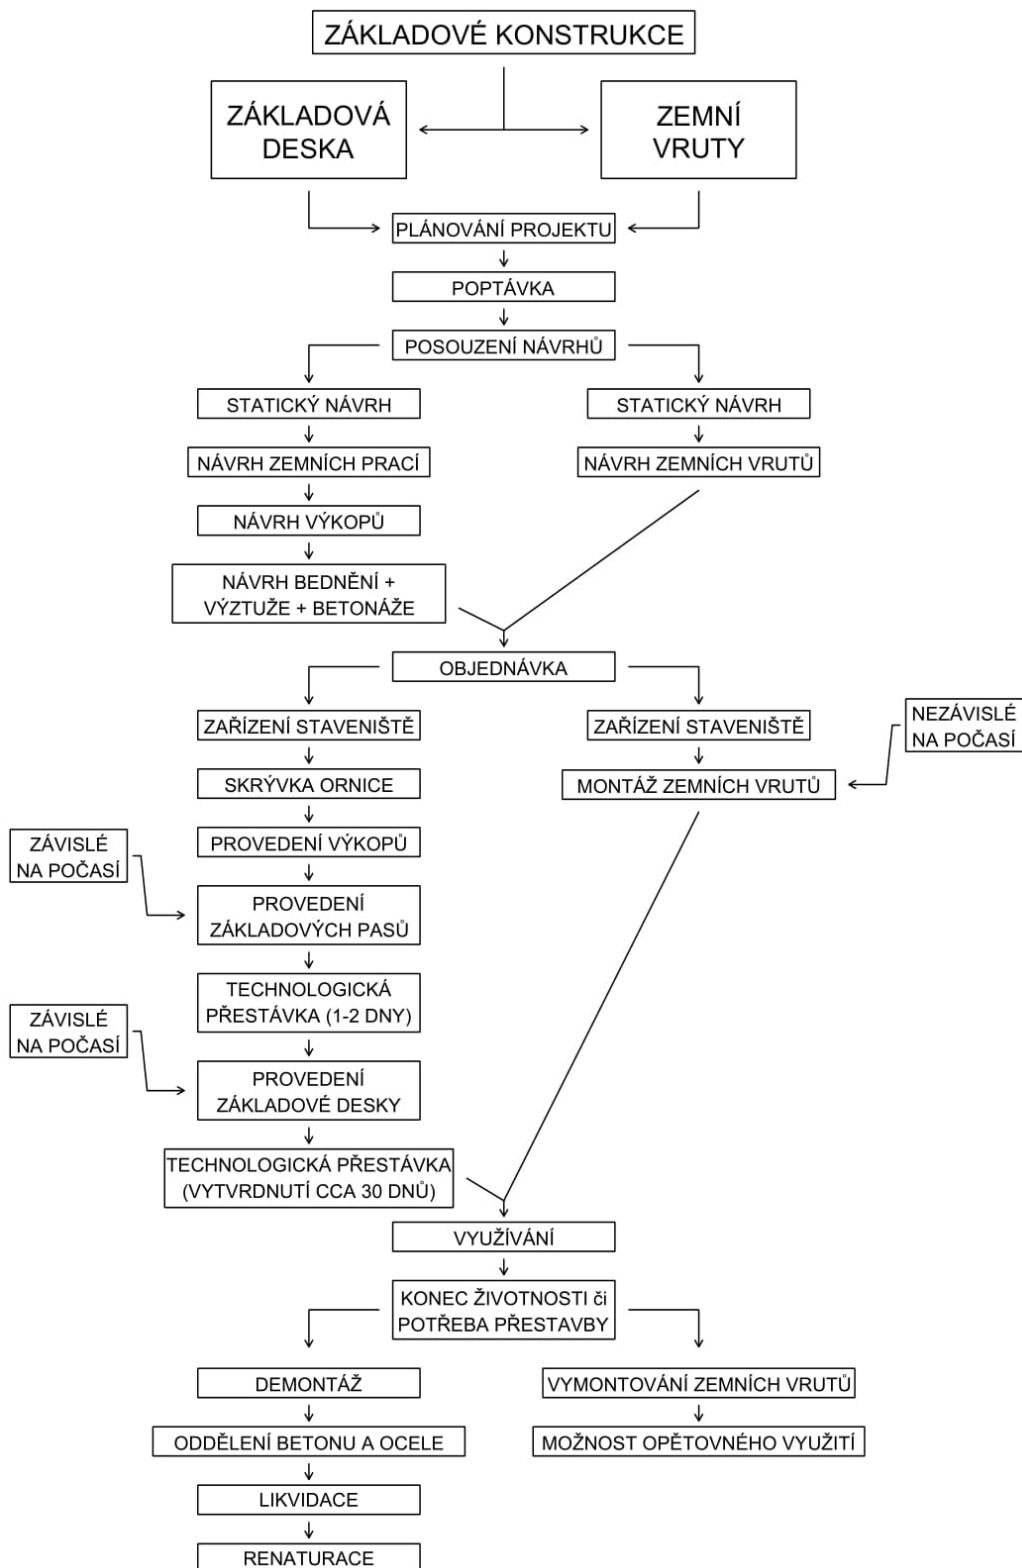 ZÁKLADOVÉ KONSTRUKCE
ZÁKLADOVÁ
DESKA
ZEMNÍ
VRUTY
PLÁNOVÁNÍ PROJEKTU
POPTÁVKA
POSOUZENÍ NÁVRHŮ
STATICKÝ NÁVRH
STATICKÝ NÁVRH
NÁVRH ZEMNÍCH PRACÍ
NÁVRH ZEMNÍCH VRUTŮ
NÁVRH VÝKOPŮ
NÁVRH BEDNĚNÍ +
VÝZTUŽE + BETONÁŽE
OBJEDNÁVKA
ZAŘÍZENÍ STAVENIŠTĚ
ZAŘÍZENÍ STAVENIŠTĚ
NEZÁVISLÉ
NA POČASÍ
SKRÝVKA ORNICE
MONTÁŽ ZEMNÍCH VRUTŮ
PROVEDENÍ VÝKOPŮ
ZÁVISLÉ
NA POČASÍ
PROVEDENÍ
ZÁKLADOVÝCH PASŮ
TECHNOLOGICKÁ
PŘESTÁVKA (1-2 DNY)
ZÁVISLÉ
NA POČASÍ
PROVEDENÍ
ZÁKLADOVÉ DESKY
TECHNOLOGICKÁ PŘESTÁVKA
(VYTVRDNUTÍ CCA 30 DNŮ)
VYUŽÍVÁNÍ
KONEC ŽIVOTNOSTI či
POTŘEBA PŘESTAVBY
DEMONTÁŽ
VYMONTOVÁNÍ ZEMNÍCH VRUTŮ
ODDĚLENÍ BETONU A OCELE
MOŽNOST OPĚTOVNÉHO VYUŽITÍ
LIKVIDACE
RENATURACE